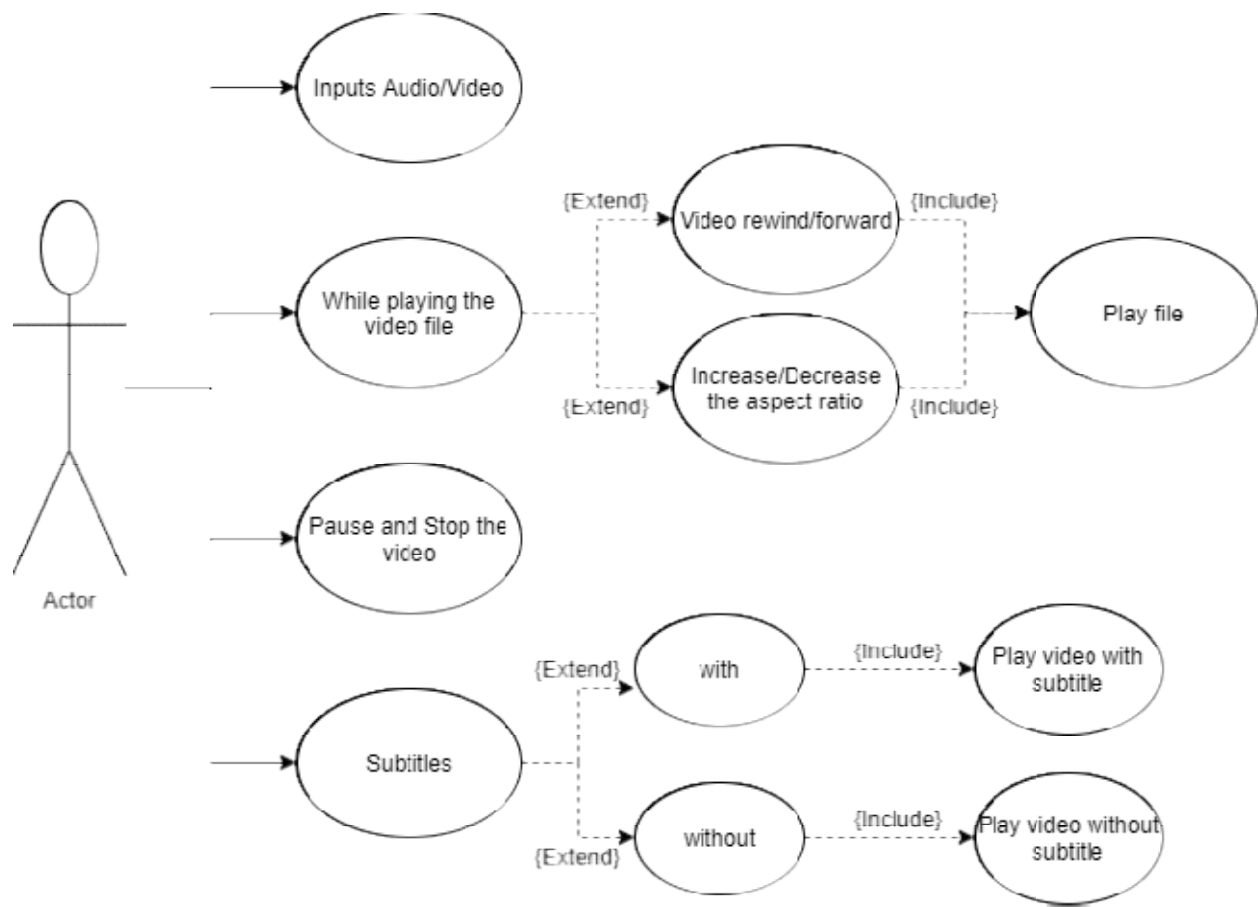 Inputs Audio/Video
{Extend}
Video rewind/forward
{Include}
While playing the
video file
Play file
{Extend}
Increase/Decrease
the aspect ratio
{Include}
Pause and Stop the
video
Actor
{Extend}
with
{Include}
Play video with
subtitle
Subtitles
{Extend}
without
{Include}
Play video without
subtitle